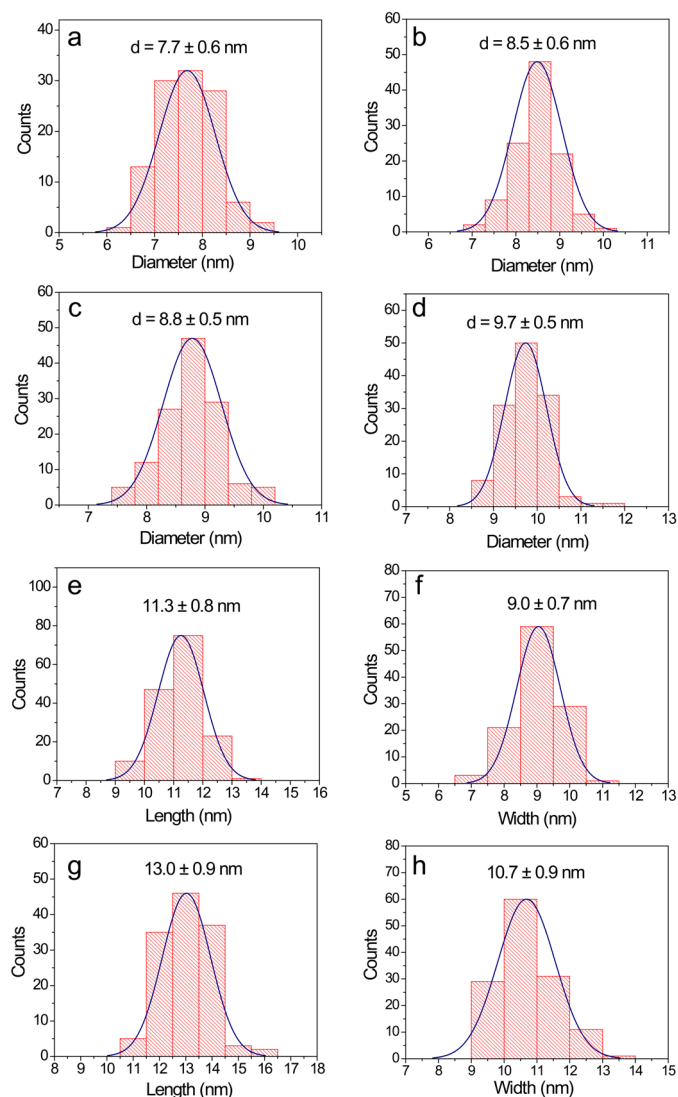 a
d = 7.7 ± 0.6 nm
40
30
20
10
0
Counts
5 6 7 8 9 10
Diameter (nm)
b
d = 8.5 ± 0.6 nm
60
50
40
30
20
10
0
Counts
6 7 8 9 10 11
Diameter (nm)
c
d = 8.8 ± 0.5 nm
60
50
40
30
20
10
0
Counts
7 8 9 10 11
Diameter (nm)
d
d = 9.7 ± 0.5 nm
60
50
40
30
20
10
0
Counts
7 8 9 10 11 12 13
Diameter (nm)
e
11.3 ± 0.8 nm
100
80
60
40
20
0
Counts
7 8 9 10 11 12 13 14 15 16
Length (nm)
f
9.0 ± 0.7 nm
80
70
60
50
40
30
20
10
0
Counts
5 6 7 8 9 10 11 12 13
Width (nm)
g
13.0 ± 0.9 nm
60
50
40
30
20
10
0
Counts
8 9 10 11 12 13 14 15 16 17 18
Length (nm)
h
10.7 ± 0.9 nm
80
70
60
50
40
30
20
10
0
Counts
7 8 9 10 11 12 13 14 15
Width (nm)